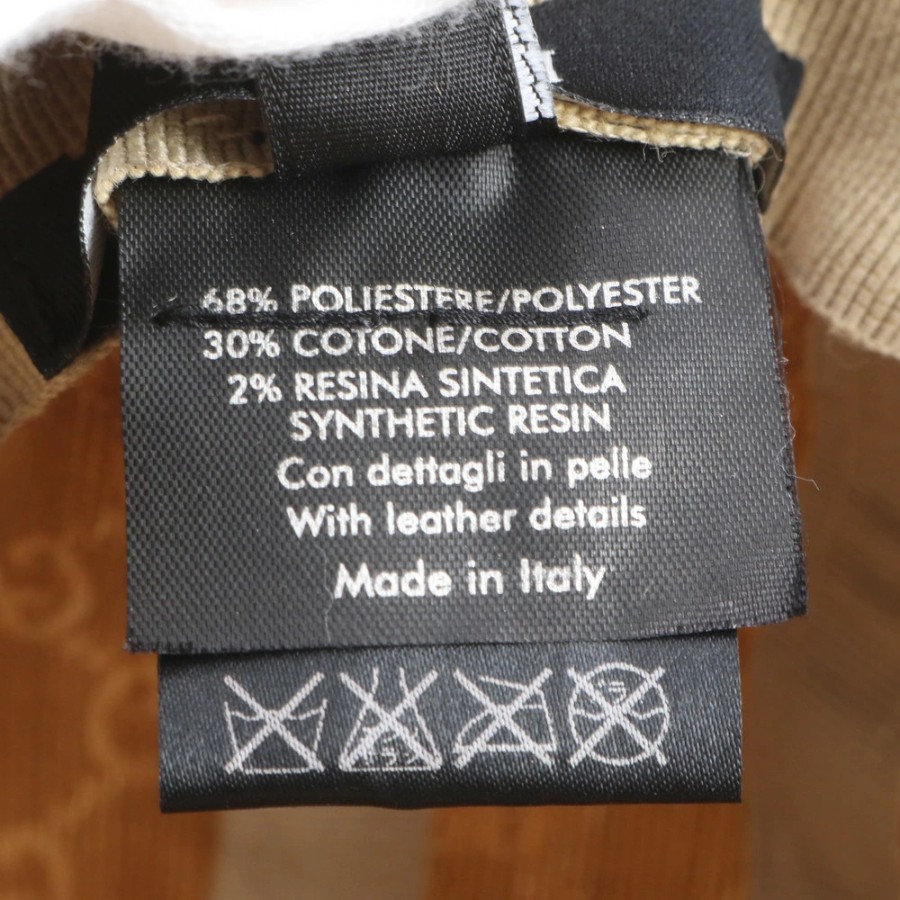 68% POLIESTERE/POLYESTER
30% COTONE/COTTON
2% RESINA SINTETICA
SYNTHETIC RESIN
Con dettagli in pelle
With leather details
Made in Italy